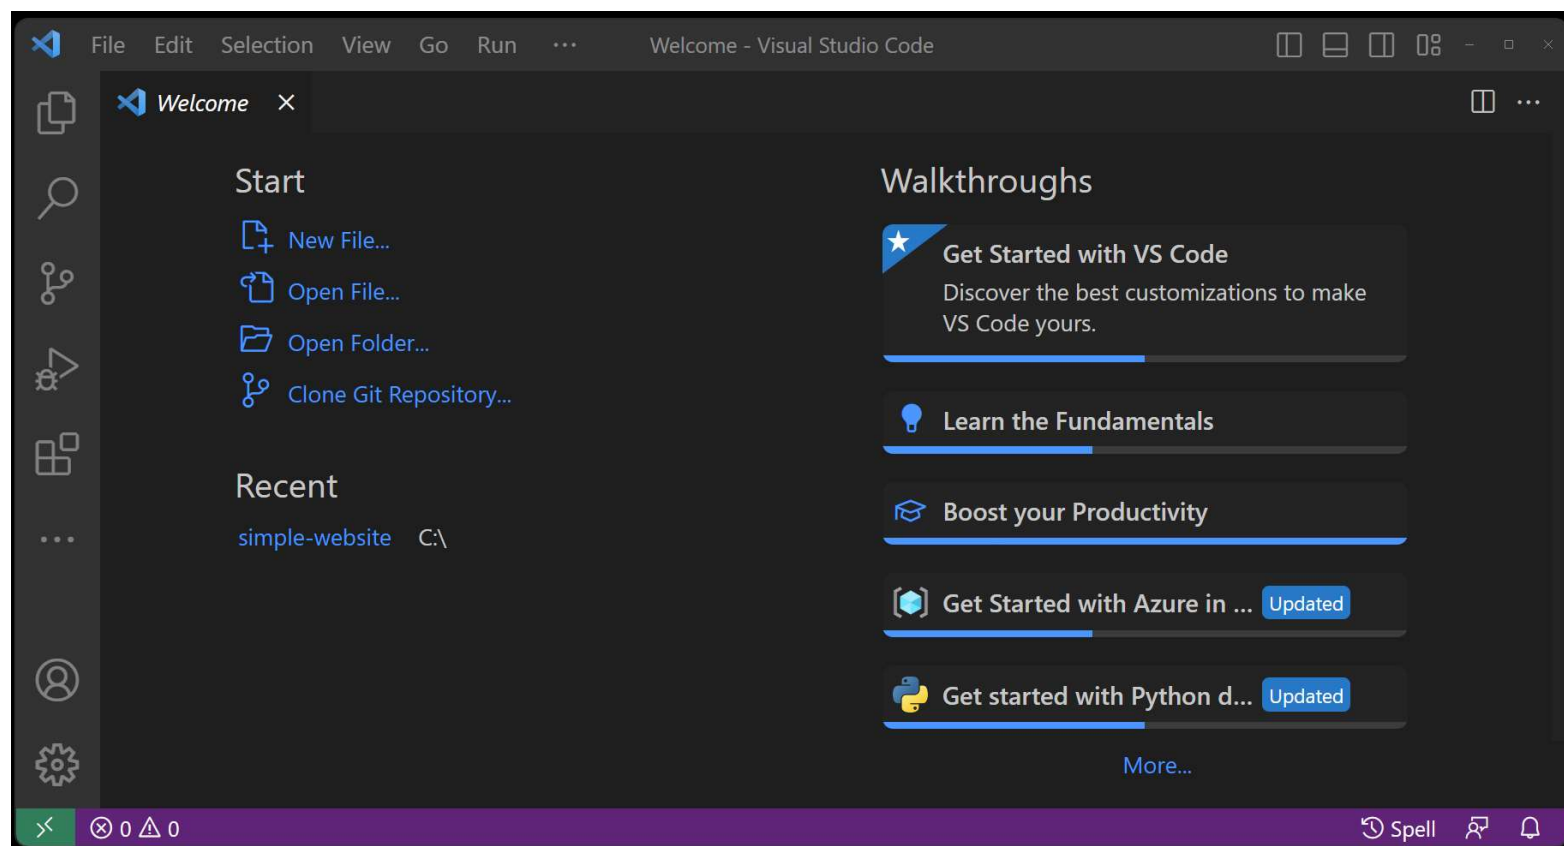 File Edit Selection View Go Run ··· Welcome - Visual Studio Code
Welcome
Start
New File...
Open File...
Open Folder...
Clone Git Repository...
Recent
simple-website C:\
Walkthroughs
Get Started with VS Code
Discover the best customizations to make
VS Code yours.
Learn the Fundamentals
Boost your Productivity
Get Started with Azure in ... Updated
Get started with Python d... Updated
More...
0 0
Spell